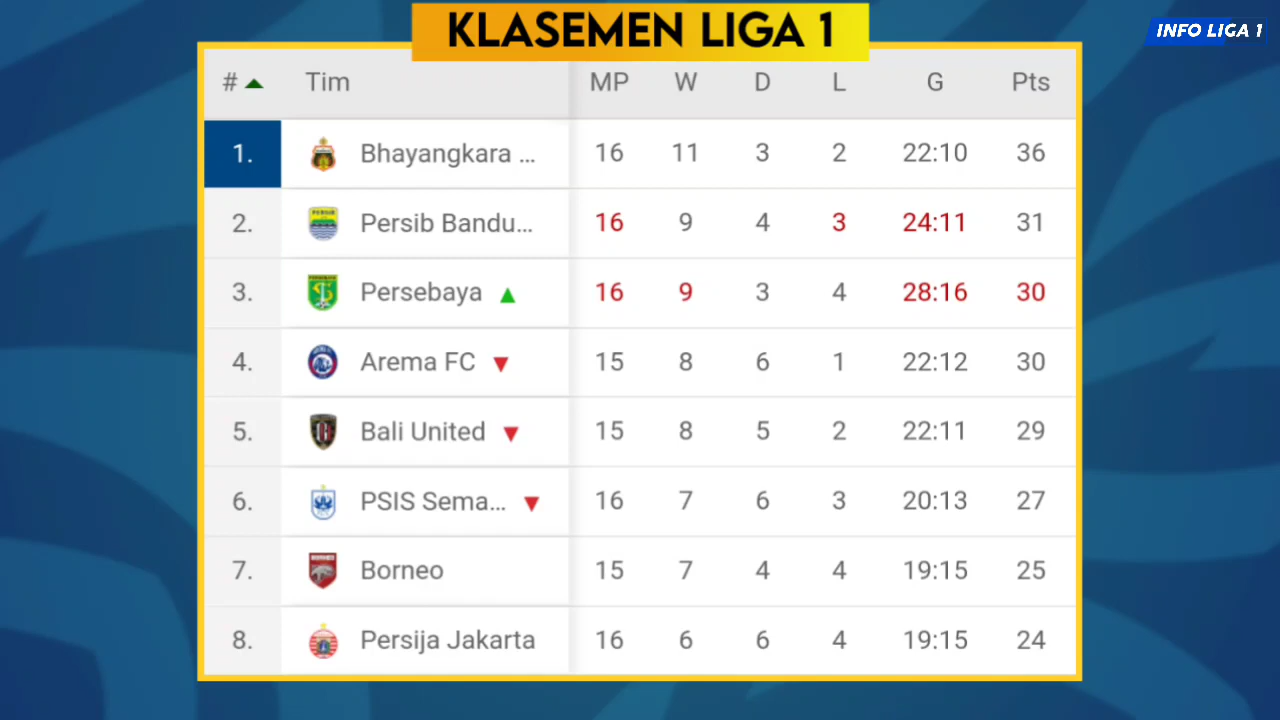 KLASEMEN LIGA 1
INFO LIGA 1
# Tim MP W D L G Pts
1. Bhayangkara ... 16 11 3 2 22:10 36
2. Persib Bandu... 16 9 4 3 24:11 31
3. Persebaya 16 9 3 4 28:16 30
4. Arema FC 15 8 6 1 22:12 30
5. Bali United 15 8 5 2 22:11 29
6. PSIS Sema... 16 7 6 3 20:13 27
7. Borneo 15 7 4 4 19:15 25
8. Persija Jakarta 16 6 6 4 19:15 24